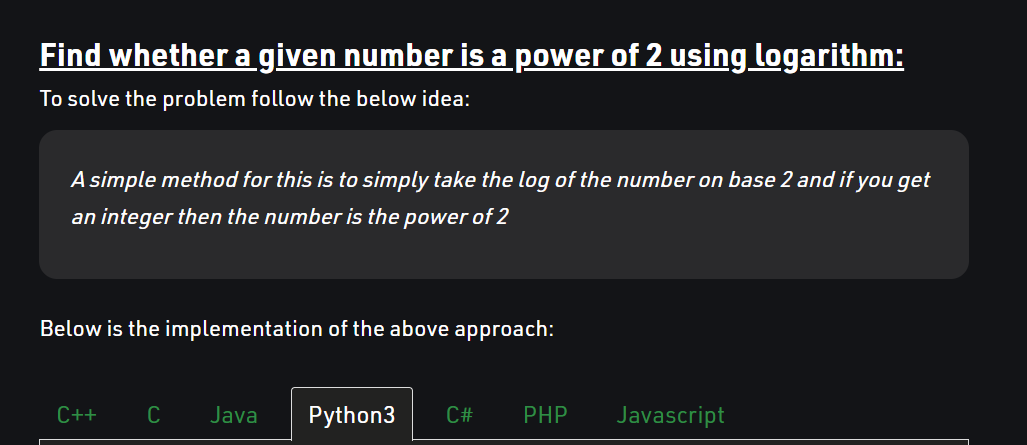 Find whether a given number is a power of 2 using logarithm:
To solve the problem follow the below idea:
A simple method for this is to simply take the log of the number on base 2 and if you get
an integer then the number is the power of 2
Below is the implementation of the above approach:
C++ C Java Python3 C# PHP Javascript